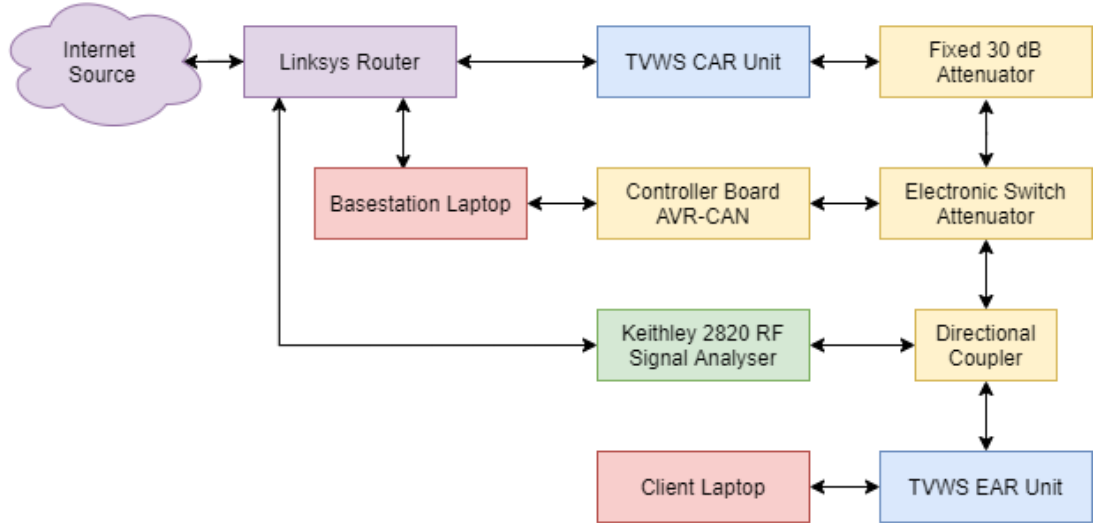 Internet
Source
Linksys Router
TVWS CAR Unit
Fixed 30 dB
Attenuator
Basestation Laptop
Controller Board
AVR-CAN
Electronic Switch
Attenuator
Keithley 2820 RF
Signal Analyser
Directional
Coupler
Client Laptop
TVWS EAR Unit